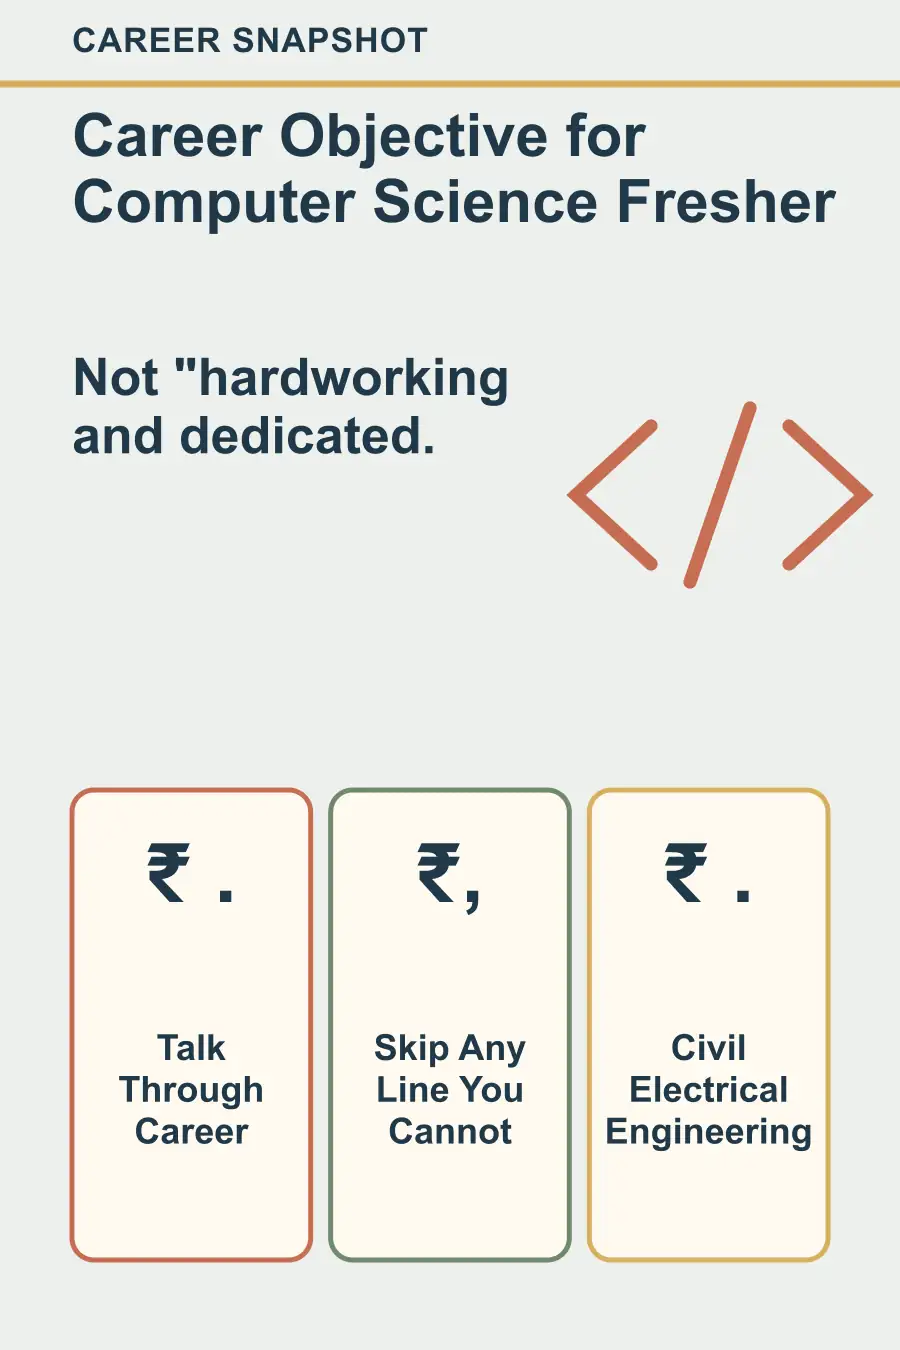 CAREER SNAPSHOT
Career Objective for
Computer Science Fresher
Not "hardworking
and dedicated.
</>
₹ .
Talk
Through
Career
₹,
Skip Any
Line You
Cannot
₹ .
Civil
Electrical
Engineering